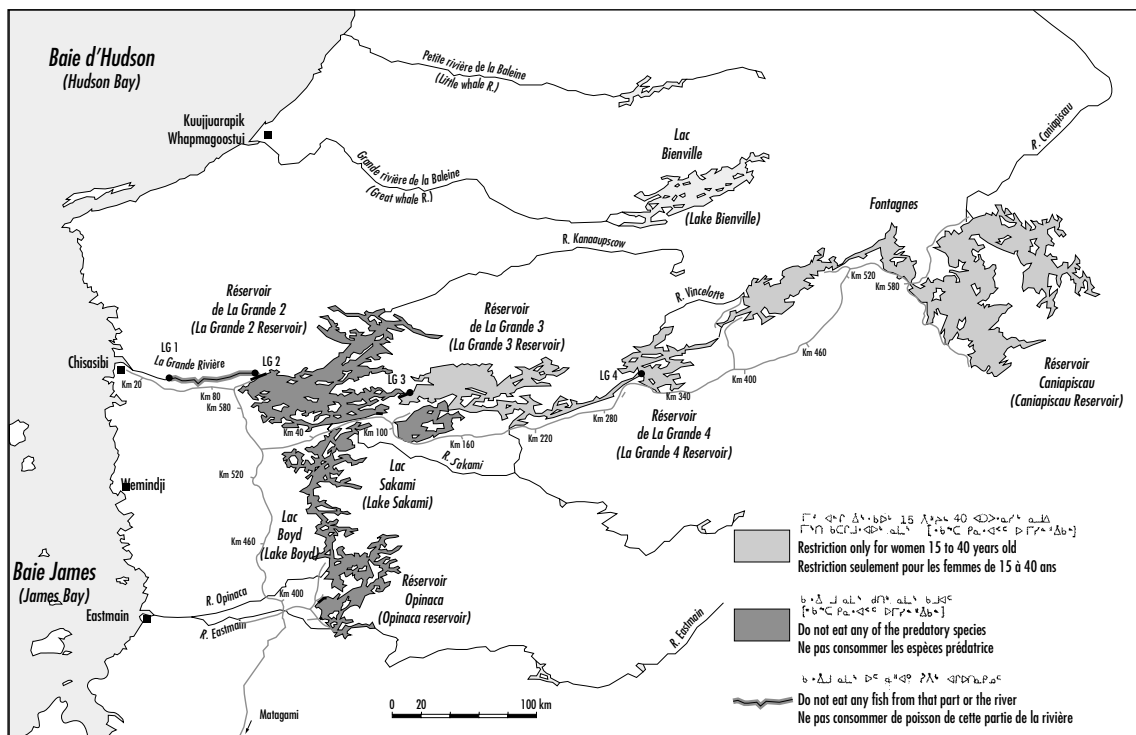 Baie d'Hudson
(Hudson Bay)
Petite rivière de la Baleine
(Little whale R.)
Kuujjuarapik
Whapmagoostui
Grande rivière de la Baleine
(Great whale R.)
Lac
Bienville
(Lake Bienville)
R. Caniapiscau
Fontagnes
R. Kanaaupscow
Km 520
Km 580
R. Vincelotte
Réservoir
de La Grande 2
(La Grande 2 Reservoir)
Réservoir
de La Grande 3
(La Grande 3 Reservoir)
LG 1
La Grande Rivière
LG 2
LG 3
LG 4
Chisasibi
Km 20
Km 80
Km 580
Km 40
Km 100
Km 160
Km 220
Km 280
Km 340
Km 400
Km 460
Réservoir
Caniapiscau
(Caniapiscau Reservoir)
Réservoir
de La Grande 4
(La Grande 4 Reservoir)
R. Sakami
Km 520
Lac
Sakami
(Lake Sakami)
Wemindji
Lac
Boyd
(Lake Boyd)
Km 460
Baie James
(James Bay)
R. Opinaca
Km 400
Réservoir
Opinaca
(Opinaca reservoir)
Eastmain
R. Eastmain
R. Eastmain
Matagami
0 20 100 km
Restriction only for women 15 to 40 years old
Restriction seulement pour les femmes de 15 à 40 ans
Do not eat any of the predatory species
Ne pas consommer les espèces prédatrice
Do not eat any fish from that part or the river
Ne pas consommer de poisson de cette partie de la rivière